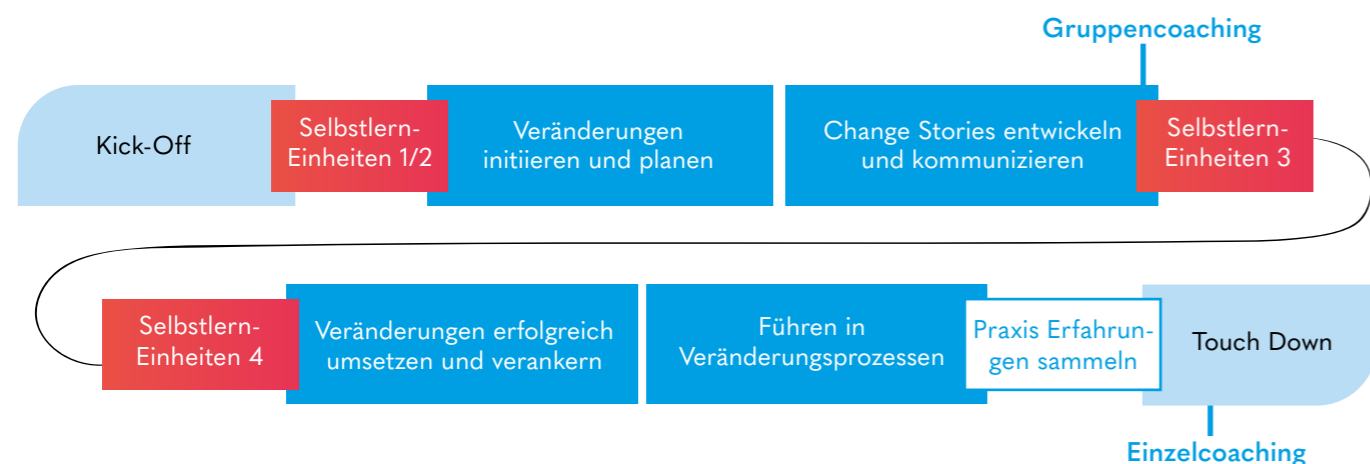 Gruppencoaching
Kick-Off
Selbstlern-
Einheiten 1/2
Veränderungen
initiieren und planen
Change Stories entwickeln
und kommunizieren
Selbstlern-
Einheiten 3
Selbstlern-
Einheiten 4
Veränderungen erfolgreich
umsetzen und verankern
Führen in
Veränderungsprozessen
Praxis Erfahrun-
gen sammeln
Touch Down
Einzelcoaching